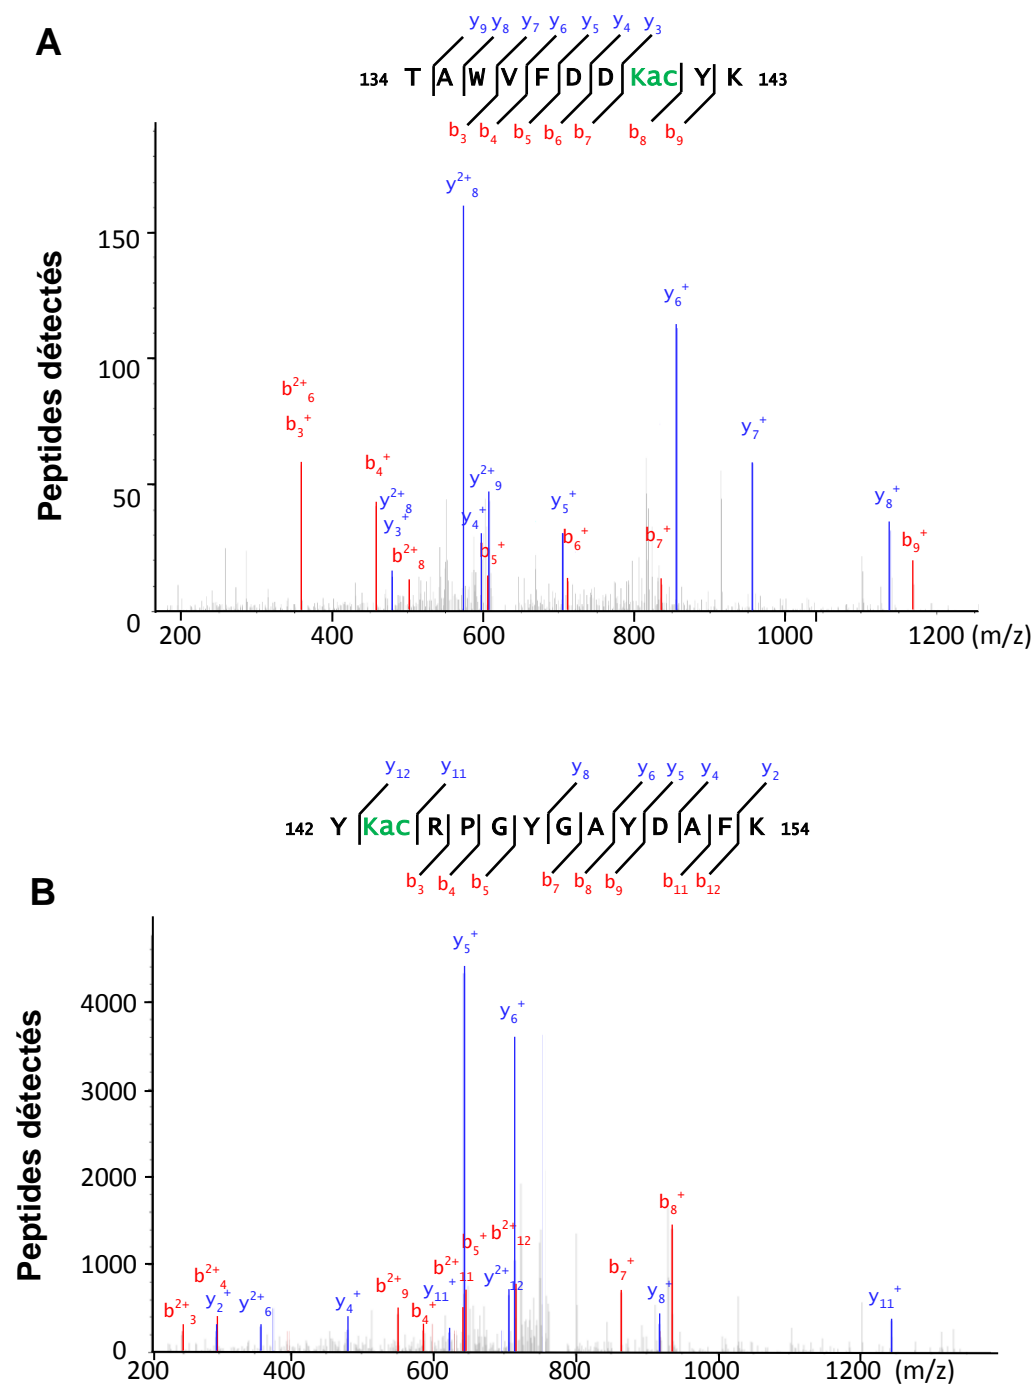 A
y9 y8 y7 y6 y5 y4 y3
134 T A W V F D D Kac Y K 143
b3 b4 b5 b6 b7 b8 b9
Peptides détectés
150
100
50
0
y2+8
y6+
b2+6
b3+
b4+
y2+8
y3+
b2+8
y2+9
y4+
b5+
y5+
b6+
b7+
y7+
y8+
b9+
200 400 600 800 1000 1200 (m/z)
y12 y11 y8 y6 y5 y4 y2
142 Y Kac R P G Y G A Y D A F K 154
b3 b4 b5 b7 b8 b9 b11 b12
B
Peptides détectés
4000
3000
2000
1000
0
y5+
y6+
b2+3
b2+4
y2+
y2+6
y4+
b2+9
b4+
y11+
b2+11
b5+
b2+12
y2+12
b7+
y8+
b8+
y11+
200 400 600 800 1000 1200 (m/z)